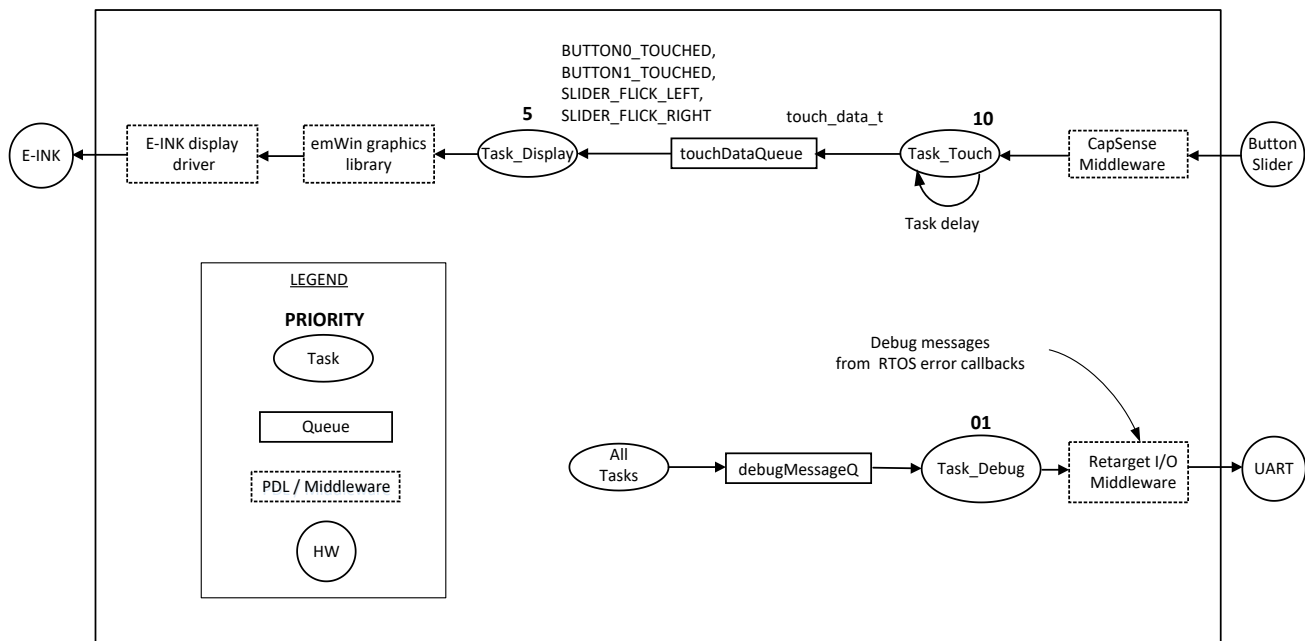 BUTTON0_TOUCHED,
BUTTON1_TOUCHED,
SLIDER_FLICK_LEFT,
SLIDER_FLICK_RIGHT
5
touch_data_t
10
E-INK
E-INK display
driver
emWin graphics
library
Task_Display
touchDataQueue
Task_Touch
CapSense
Middleware
Button
Slider
Task delay
LEGEND
PRIORITY
Task
Queue
PDL / Middleware
HW
Debug messages
from RTOS error callbacks
01
All
Tasks
debugMessageQ
Task_Debug
Retarget I/O
Middleware
UART